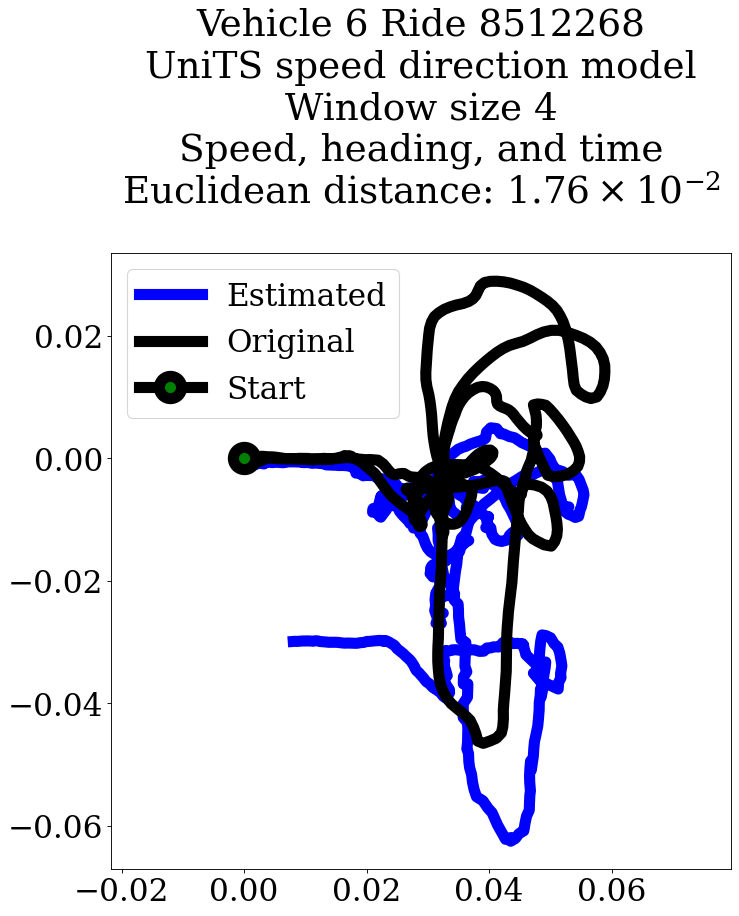 Vehicle 6 Ride 8512268
UniTS speed direction model
Window size 4
Speed, heading, and time
Euclidean distance: $1.76 \times 10^{-2}$
Estimated
Original
Start
0.02
0.00
−0.02
−0.04
−0.06
−0.02 0.00 0.02 0.04 0.06